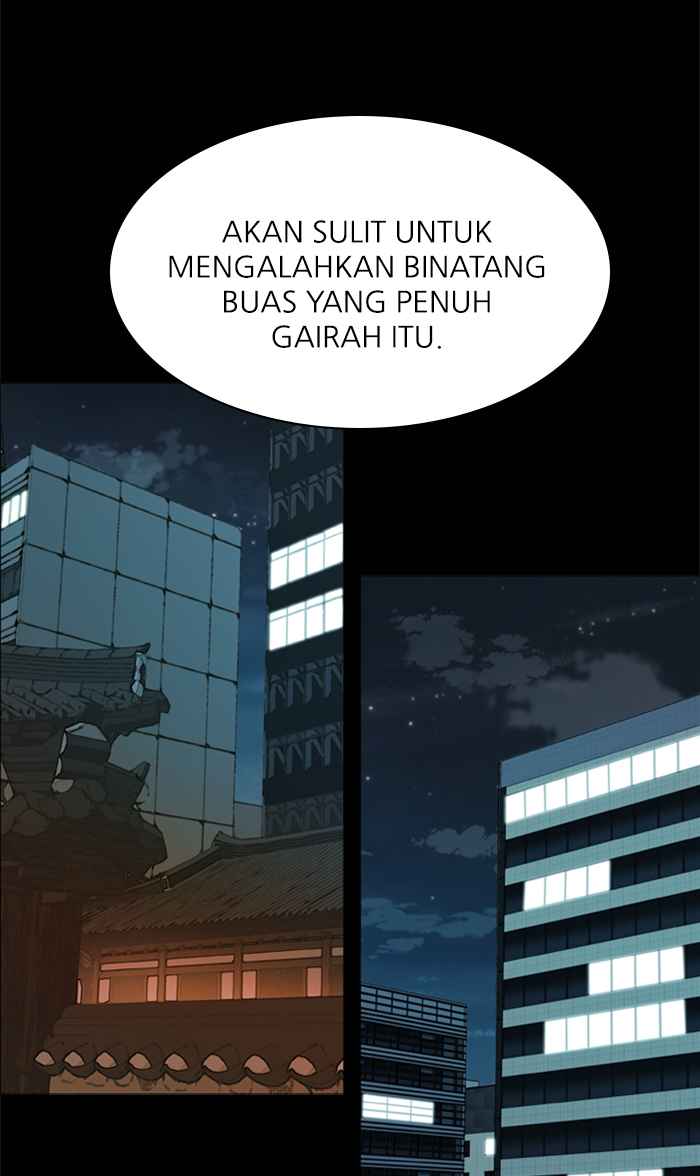 AKAN SULIT UNTUK
MENGALAHKAN BINATANG
BUAS YANG PENUH
GAIRAH ITU.